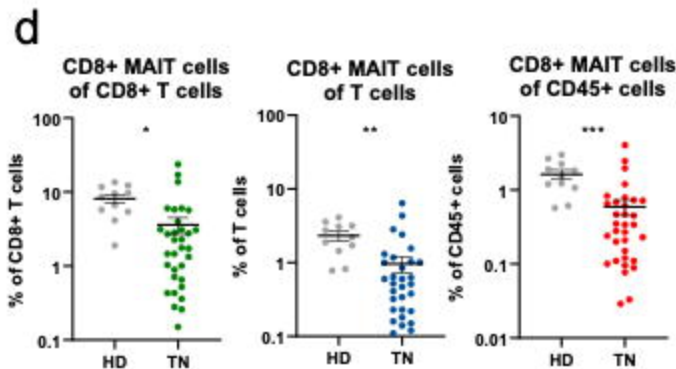 d
CD8+ MAIT cells
of CD8+ T cells
% of CD8+ T cells
100
10
1
0.1
*
HD
TN
CD8+ MAIT cells
of T cells
% of T cells
100
10
1
0.1
**
HD
TN
CD8+ MAIT cells
of CD45+ cells
% of CD45+ cells
10
1
0.1
0.01
***
HD
TN